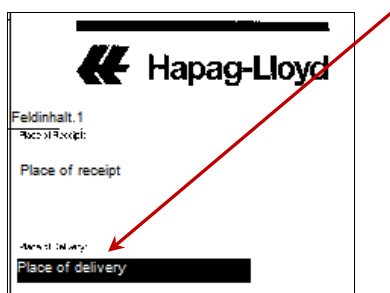 Hapag-Lloyd
Feldinhalt.1
Place of Receipt:
Place of receipt
Place of Delivery:
Place of delivery